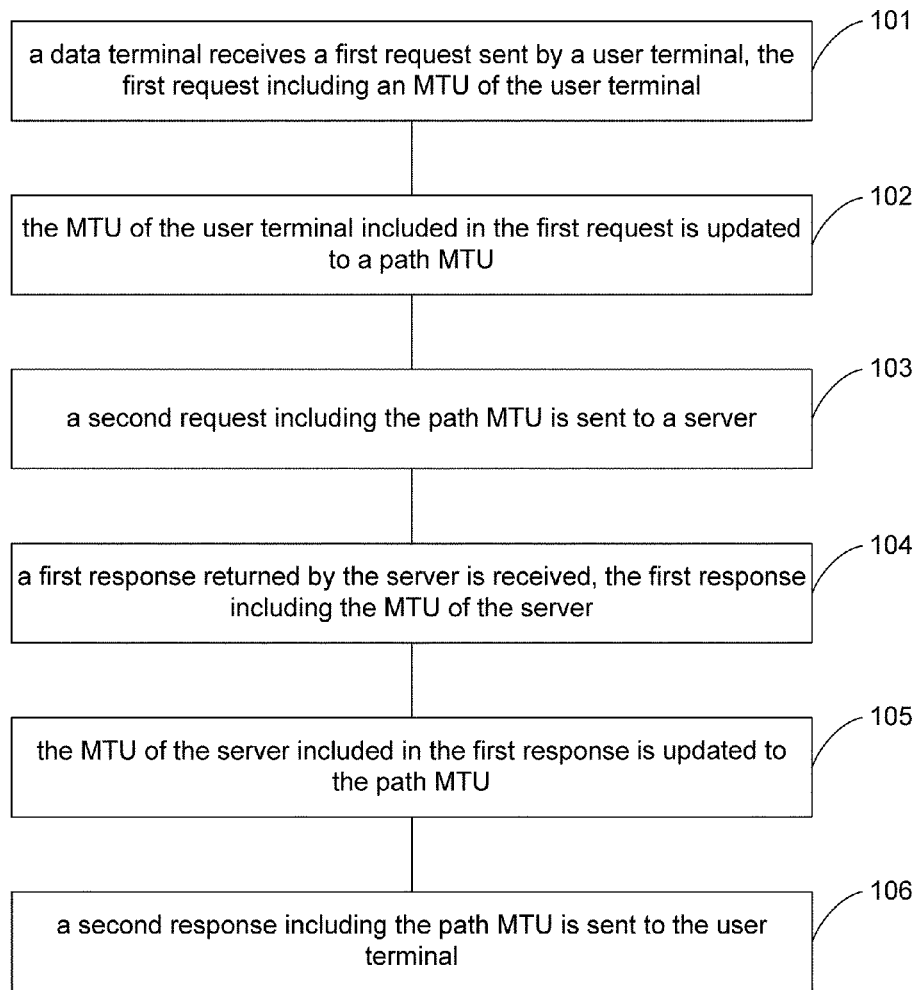 101
a data terminal receives a first request sent by a user terminal, the
first request including an MTU of the user terminal
102
the MTU of the user terminal included in the first request is updated
to a path MTU
103
a second request including the path MTU is sent to a server
104
a first response returned by the server is received, the first response
including the MTU of the server
105
the MTU of the server included in the first response is updated to
the path MTU
106
a second response including the path MTU is sent to the user
terminal